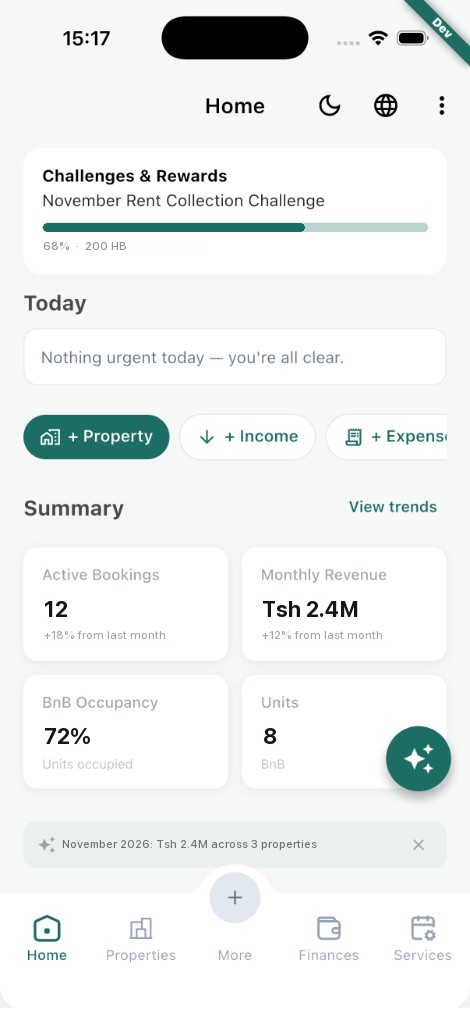 15:17
Dev
Home
Challenges & Rewards
November Rent Collection Challenge
68% · 200 HB
Today
Nothing urgent today — you're all clear.
+ Property
+ Income
+ Expens
Summary
View trends
Active Bookings
12
+18% from last month
Monthly Revenue
Tsh 2.4M
+12% from last month
BnB Occupancy
72%
Units occupied
Units
8
BnB
November 2026: Tsh 2.4M across 3 properties
Home
Properties
More
Finances
Services